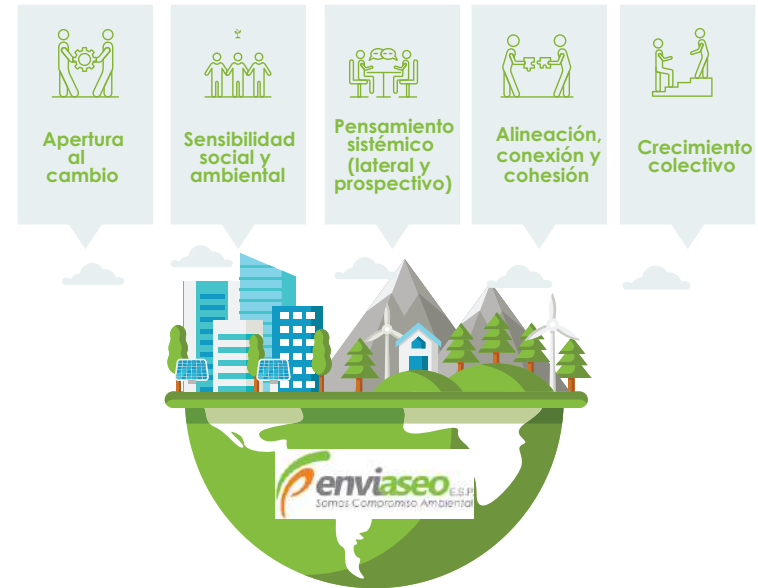 Apertura
al
cambio
Sensibilidad
social y
ambiental
Pensamiento
sistémico
(lateral y
prospectivo)
Alineación,
conexión y
cohesión
Crecimiento
colectivo
enviaseo E.S.P.
Somos Compromiso Ambiental